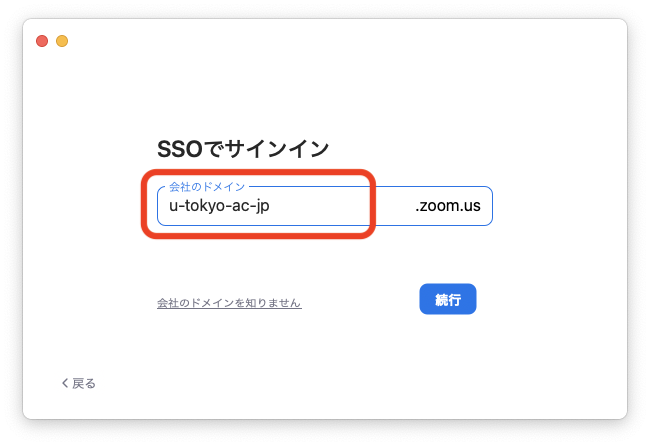 SSOでサインイン
会社のドメイン
u-tokyo-ac-jp .zoom.us
会社のドメインを知りません
続行
戻る